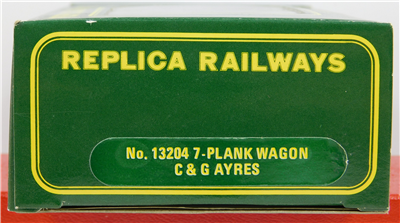 REPLICA RAILWAYS
No. 13204 7-PLANK WAGON
C & G AYRES